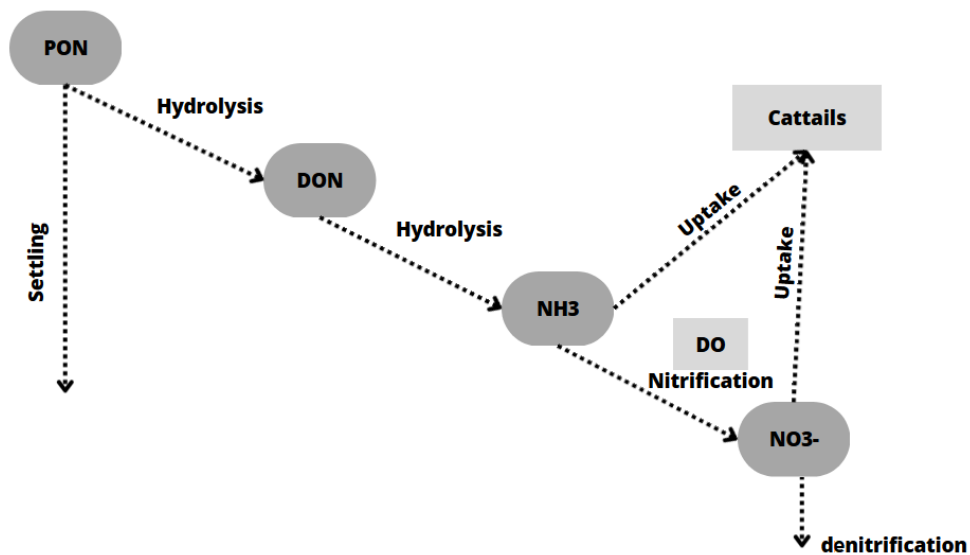 PON
Hydrolysis
Cattails
DON
Uptake
Hydrolysis
Settling
Uptake
NH3
DO
Nitrification
NO3-
denitrification